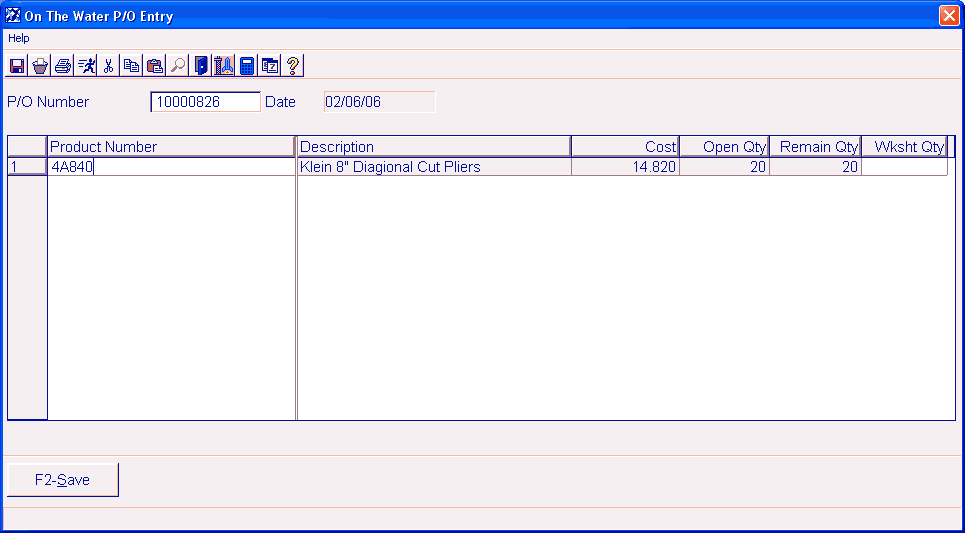 On The Water P/O Entry
Help
P/O Number 10000826 Date 02/06/06
Product Number Description Cost Open Qty Remain Qty Wksht Qty
1 4A840 Klein 8" Diagional Cut Pliers 14.820 20 20
F2-Save